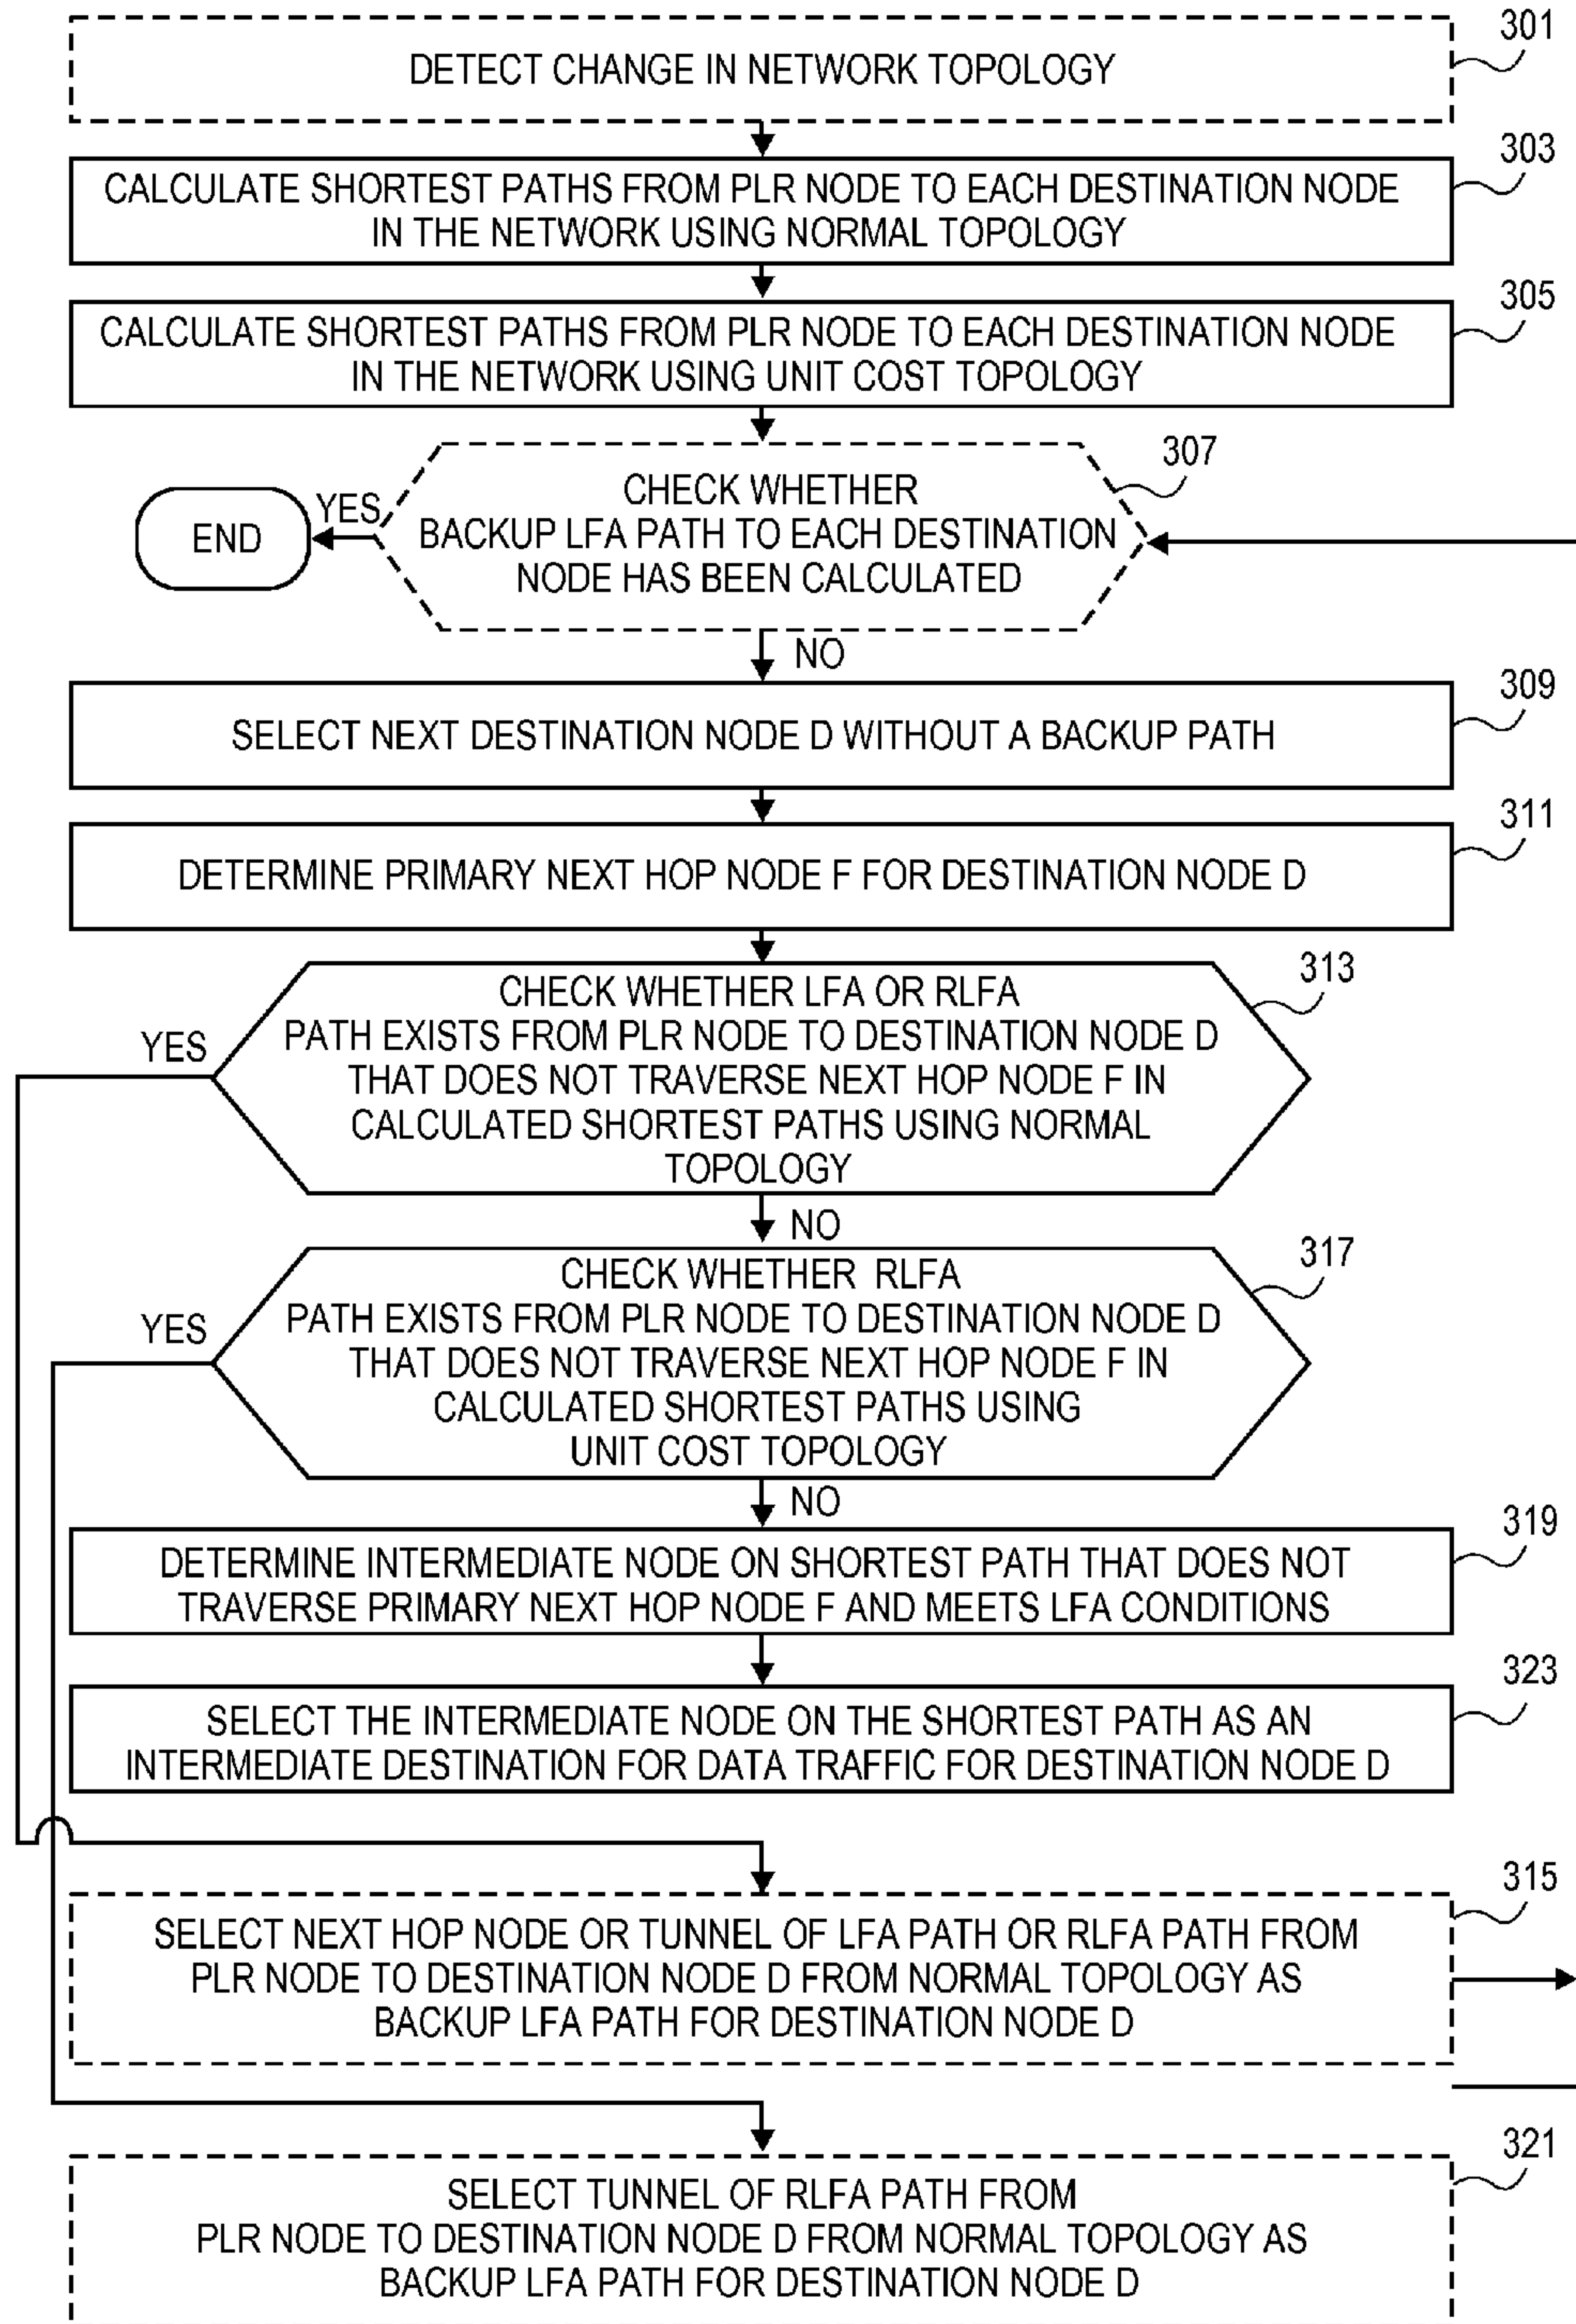 301
DETECT CHANGE IN NETWORK TOPOLOGY
303
CALCULATE SHORTEST PATHS FROM PLR NODE TO EACH DESTINATION NODE
IN THE NETWORK USING NORMAL TOPOLOGY
305
CALCULATE SHORTEST PATHS FROM PLR NODE TO EACH DESTINATION NODE
IN THE NETWORK USING UNIT COST TOPOLOGY
307
CHECK WHETHER
BACKUP LFA PATH TO EACH DESTINATION
NODE HAS BEEN CALCULATED
YES
END
NO
309
SELECT NEXT DESTINATION NODE D WITHOUT A BACKUP PATH
311
DETERMINE PRIMARY NEXT HOP NODE F FOR DESTINATION NODE D
313
CHECK WHETHER LFA OR RLFA
PATH EXISTS FROM PLR NODE TO DESTINATION NODE D
THAT DOES NOT TRAVERSE NEXT HOP NODE F IN
CALCULATED SHORTEST PATHS USING NORMAL
TOPOLOGY
YES
NO
317
CHECK WHETHER RLFA
PATH EXISTS FROM PLR NODE TO DESTINATION NODE D
THAT DOES NOT TRAVERSE NEXT HOP NODE F IN
CALCULATED SHORTEST PATHS USING
UNIT COST TOPOLOGY
YES
NO
319
DETERMINE INTERMEDIATE NODE ON SHORTEST PATH THAT DOES NOT
TRAVERSE PRIMARY NEXT HOP NODE F AND MEETS LFA CONDITIONS
323
SELECT THE INTERMEDIATE NODE ON THE SHORTEST PATH AS AN
INTERMEDIATE DESTINATION FOR DATA TRAFFIC FOR DESTINATION NODE D
315
SELECT NEXT HOP NODE OR TUNNEL OF LFA PATH OR RLFA PATH FROM
PLR NODE TO DESTINATION NODE D FROM NORMAL TOPOLOGY AS
BACKUP LFA PATH FOR DESTINATION NODE D
321
SELECT TUNNEL OF RLFA PATH FROM
PLR NODE TO DESTINATION NODE D FROM NORMAL TOPOLOGY AS
BACKUP LFA PATH FOR DESTINATION NODE D